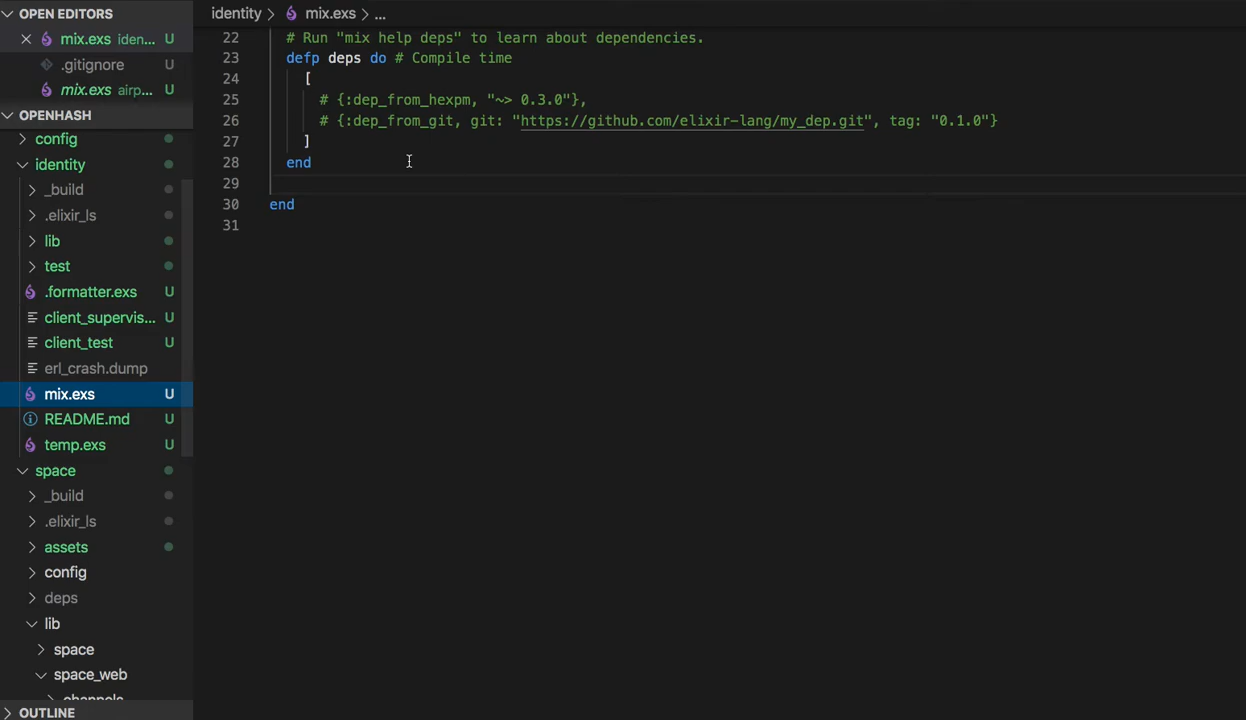 OPEN EDITORS
mix.exs iden... U
.gitignore
mix.exs airp... U
OPENHASH
config
identity
_build
.elixir_ls
lib
test
.formatter.exs U
client_supervis... U
client_test U
erl_crash.dump
mix.exs U
README.md U
temp.exs U
space
_build
.elixir_ls
assets
config
deps
lib
space
space_web
channels
OUTLINE
identity > mix.exs > ...
22 # Run "mix help deps" to learn about dependencies.
23 defp deps do # Compile time
24 [
25 # {:dep_from_hexpm, "~> 0.3.0"},
26 # {:dep_from_git, git: "https://github.com/elixir-lang/my_dep.git", tag: "0.1.0"}
27 ]
28 end
29
30 end
31